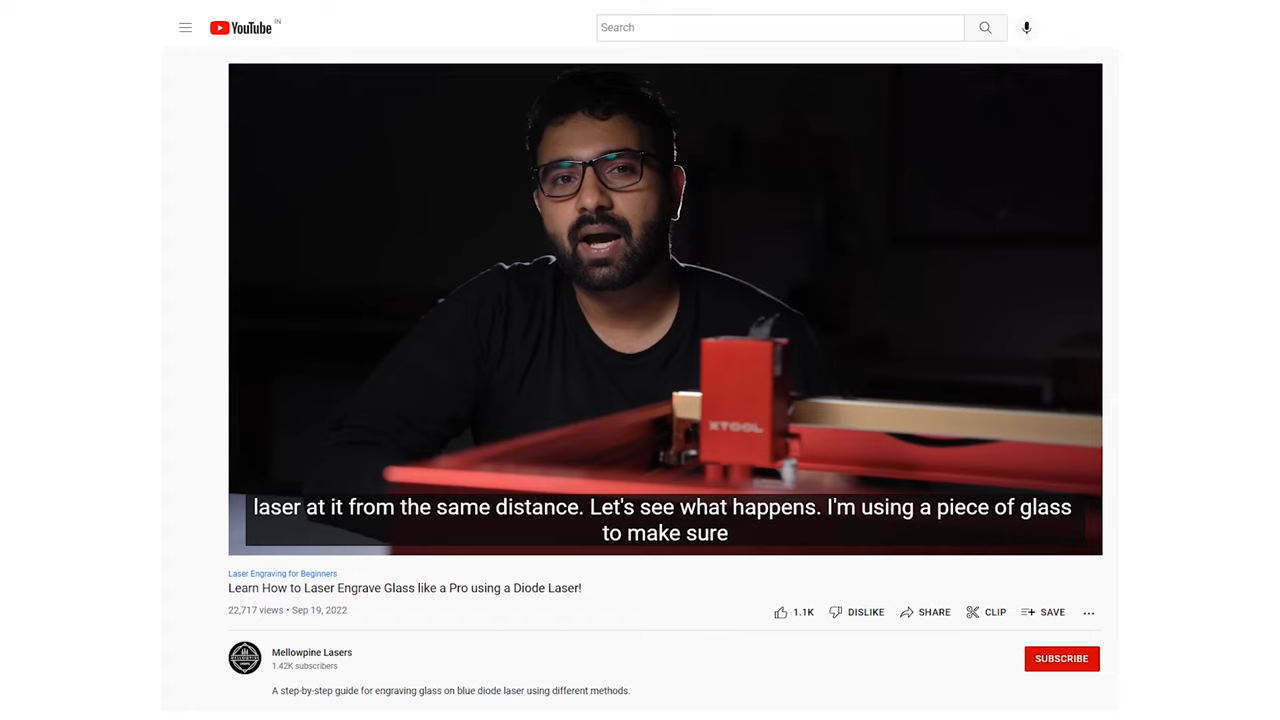 YouTube IN
Search
XTOOL
laser at it from the same distance. Let's see what happens. I'm using a piece of glass
to make sure
Laser Engraving for Beginners
Learn How to Laser Engrave Glass like a Pro using a Diode Laser!
22,717 views • Sep 19, 2022
1.1K DISLIKE SHARE CLIP SAVE ...
MELLOWPINE
Mellowpine Lasers
1.42K subscribers
SUBSCRIBE
A step-by-step guide for engraving glass on blue diode laser using different methods.